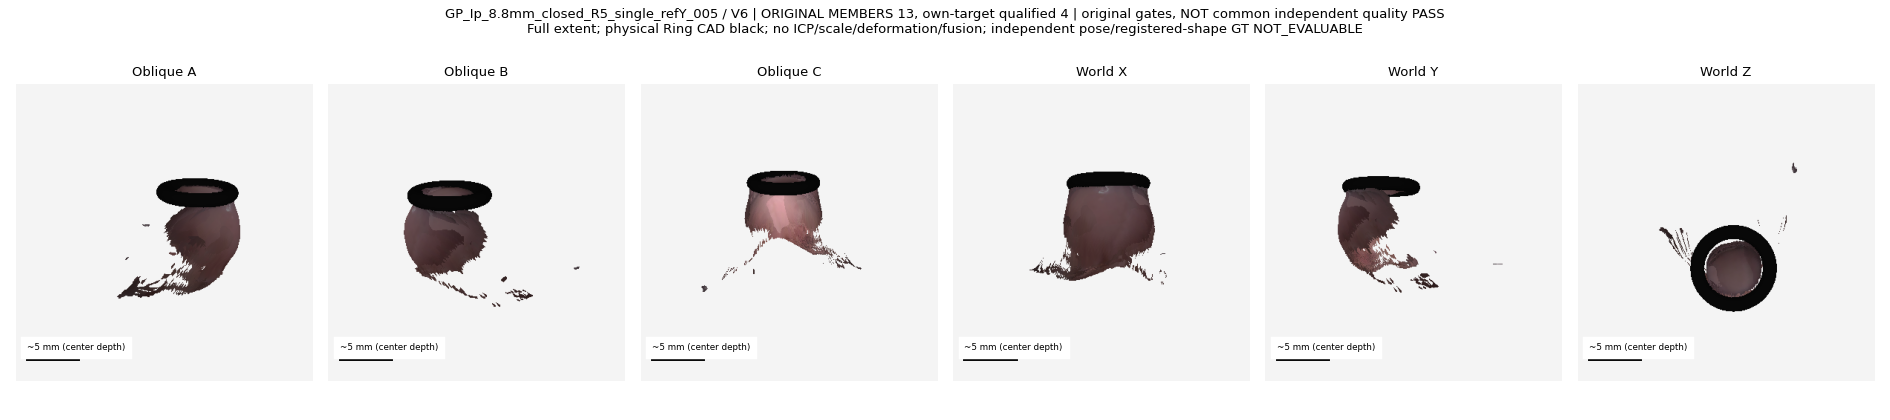 GP_Ip_8.8mm_closed_R5_single_refY_005 / V6 | ORIGINAL MEMBERS 13, own-target qualified 4 | original gates, NOT common independent quality PASS
Full extent; physical Ring CAD black; no ICP/scale/deformation/fusion; independent pose/registered-shape GT NOT_EVALUABLE
Oblique A
Oblique B
Oblique C
World X
World Y
World Z
~5 mm (center depth)
~5 mm (center depth)
~5 mm (center depth)
~5 mm (center depth)
~5 mm (center depth)
~5 mm (center depth)